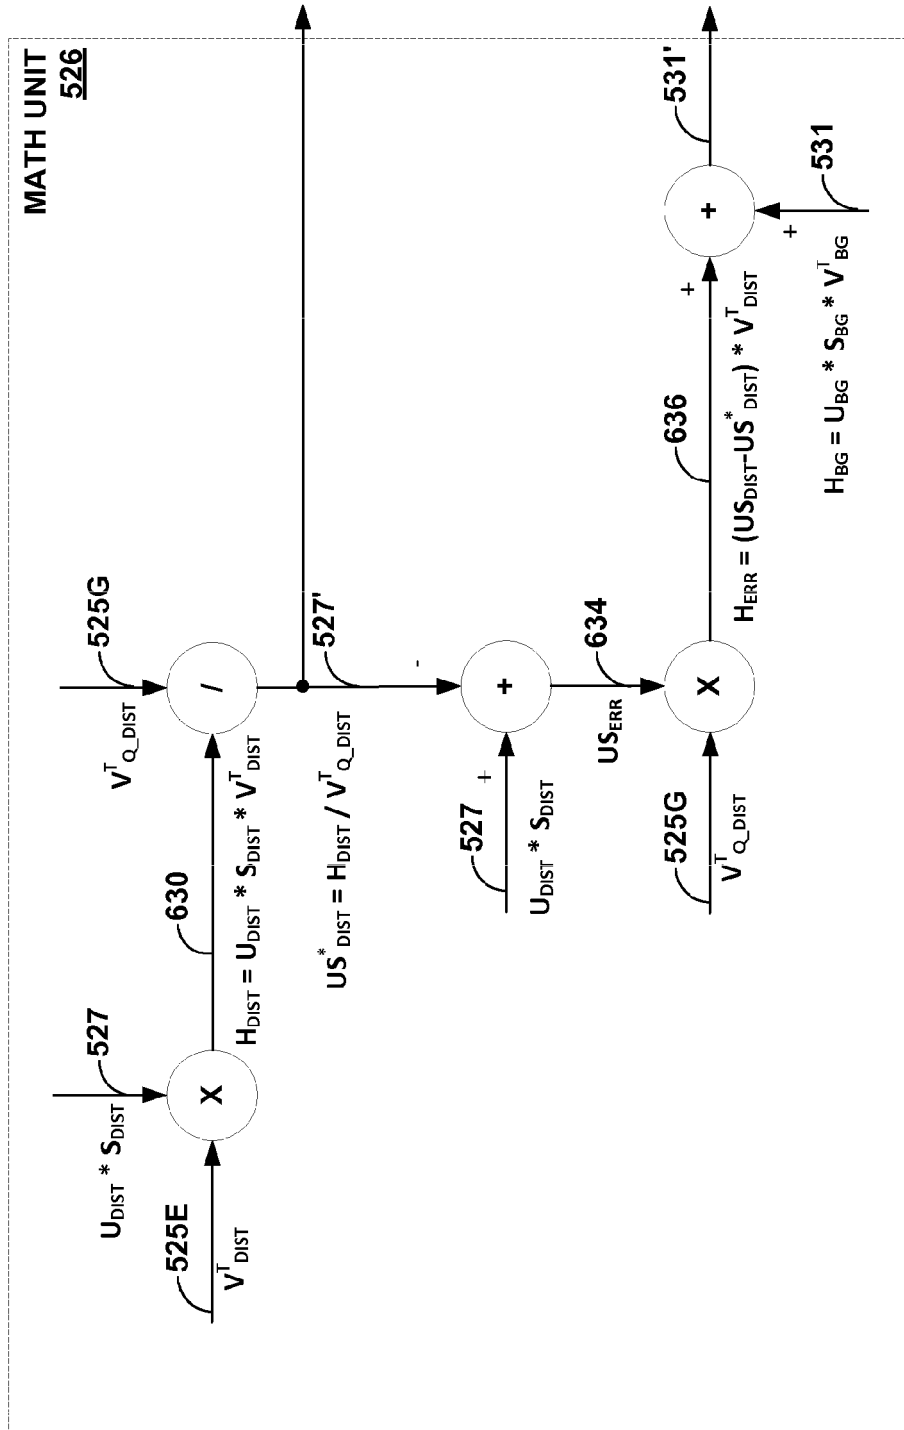 MATH UNIT
526
527
U_DIST * S_DIST
525E
V^T_DIST
X
630
H_DIST = U_DIST * S_DIST * V^T_DIST
525G
V^T_Q_DIST
/
527'
US^*_DIST = H_DIST / V^T_Q_DIST
-
527
+
U_DIST * S_DIST
+
634
US_ERR
525G
V^T_Q_DIST
X
636
H_ERR = (US_DIST-US^*_DIST) * V^T_DIST
+
+
531'
531
+
H_BG = U_BG * S_BG * V^T_BG